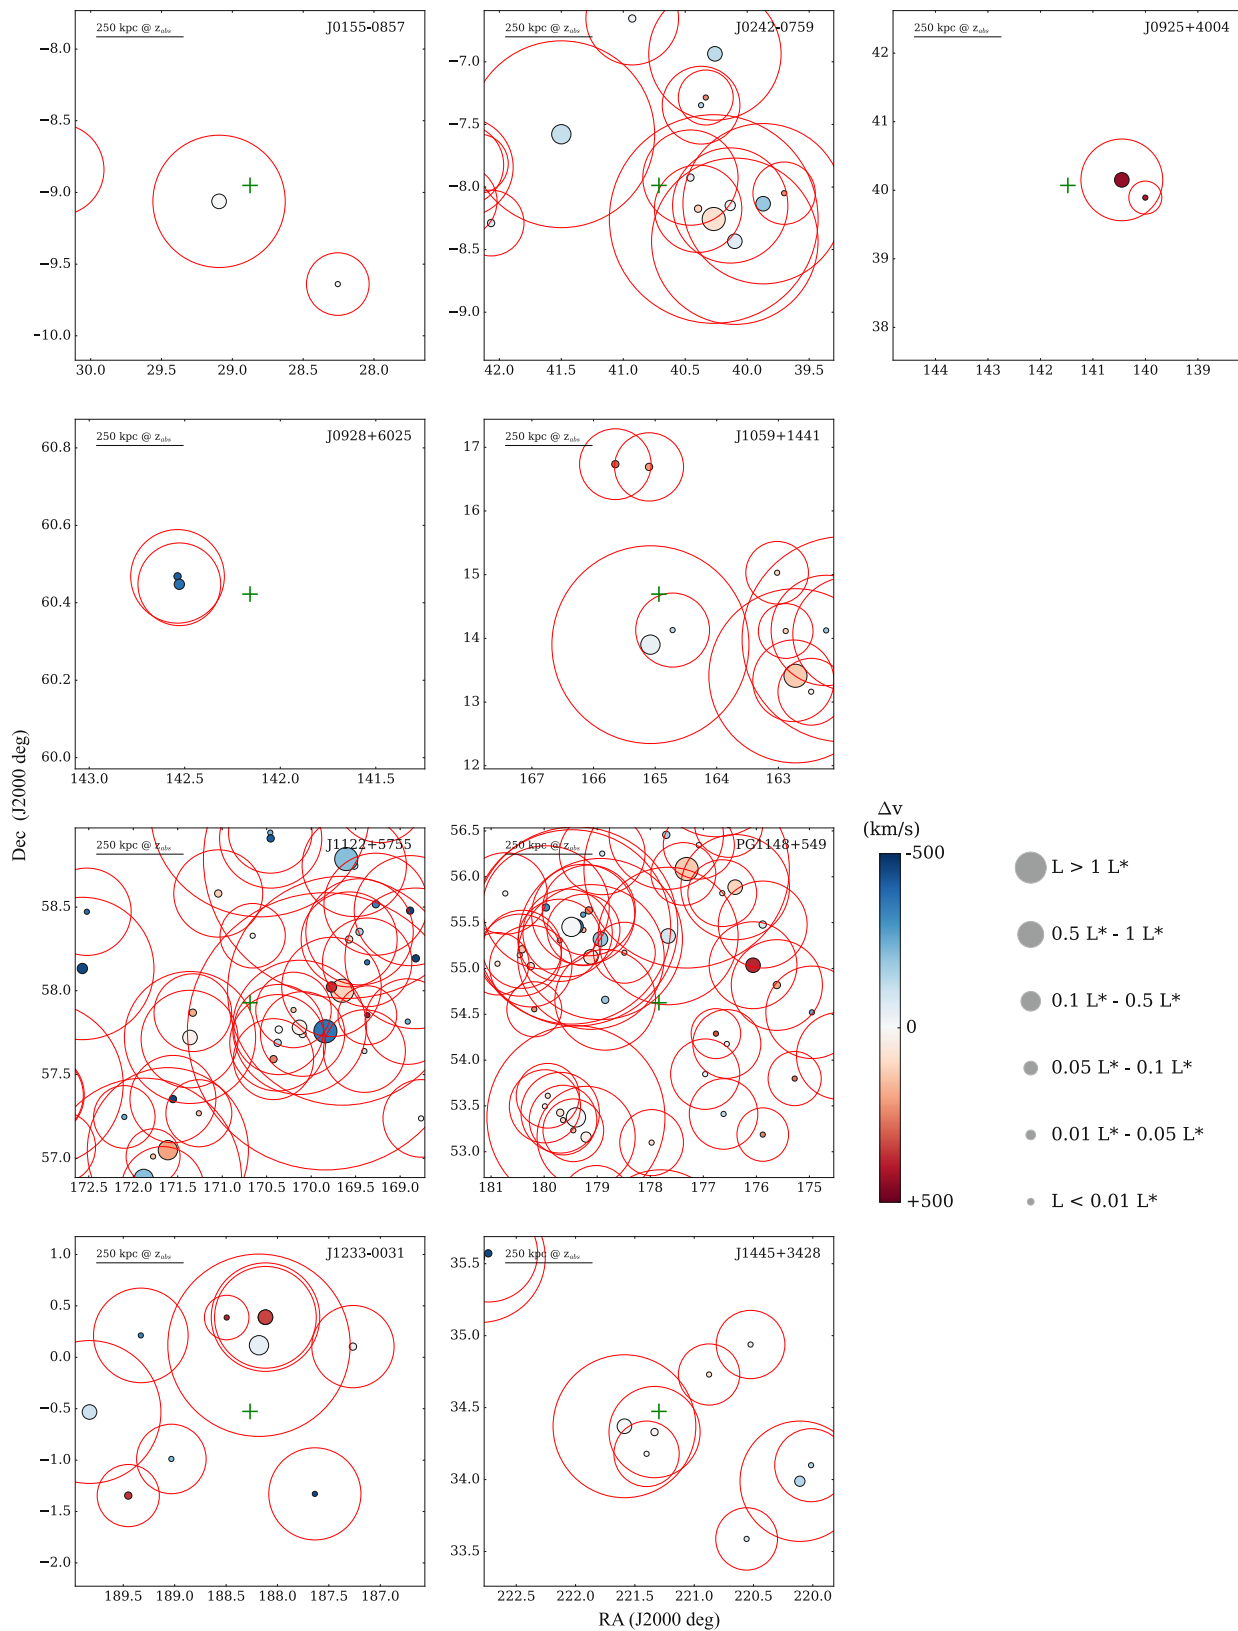 250 kpc @ z_abs
J0155-0857
−8.0
−8.5
−9.0
−9.5
−10.0
30.0 29.5 29.0 28.5 28.0
250 kpc @ z_abs
J0242-0759
−7.0
−7.5
−8.0
−8.5
−9.0
42.0 41.5 41.0 40.5 40.0 39.5
250 kpc @ z_abs
J0925+4004
42
41
40
39
38
144 143 142 141 140 139
250 kpc @ z_abs
J0928+6025
60.8
60.6
60.4
60.2
60.0
143.0 142.5 142.0 141.5
250 kpc @ z_abs
J1059+1441
17
16
15
14
13
12
167 166 165 164 163
Dec (J2000 deg)
250 kpc @ z_abs
J1122+5755
58.5
58.0
57.5
57.0
172.5 172.0 171.5 171.0 170.5 170.0 169.5 169.0
250 kpc @ z_abs
PG1148+549
56.5
56.0
55.5
55.0
54.5
54.0
53.5
53.0
181 180 179 178 177 176 175
Δv
(km/s)
-500
0
+500
L > 1 L*
0.5 L* - 1 L*
0.1 L* - 0.5 L*
0.05 L* - 0.1 L*
0.01 L* - 0.05 L*
L < 0.01 L*
250 kpc @ z_abs
J1233-0031
1.0
0.5
0.0
−0.5
−1.0
−1.5
−2.0
189.5 189.0 188.5 188.0 187.5 187.0
250 kpc @ z_abs
J1445+3428
35.5
35.0
34.5
34.0
33.5
222.5 222.0 221.5 221.0 220.5 220.0
RA (J2000 deg)